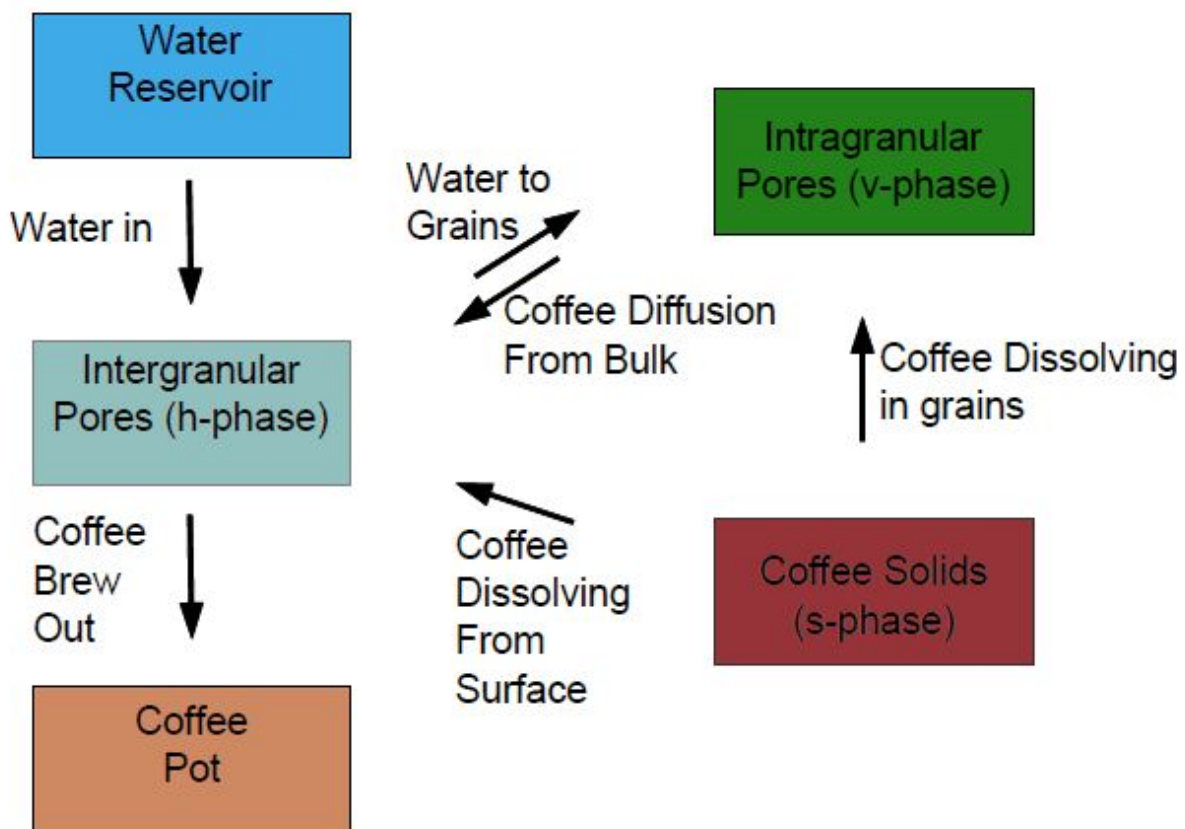 Water
Reservoir
Water in
Intergranular
Pores (h-phase)
Coffee
Brew
Out
Coffee
Pot
Water to
Grains
Coffee Diffusion
From Bulk
Coffee
Dissolving
From
Surface
Intragranular
Pores (v-phase)
Coffee Dissolving
in grains
Coffee Solids
(s-phase)